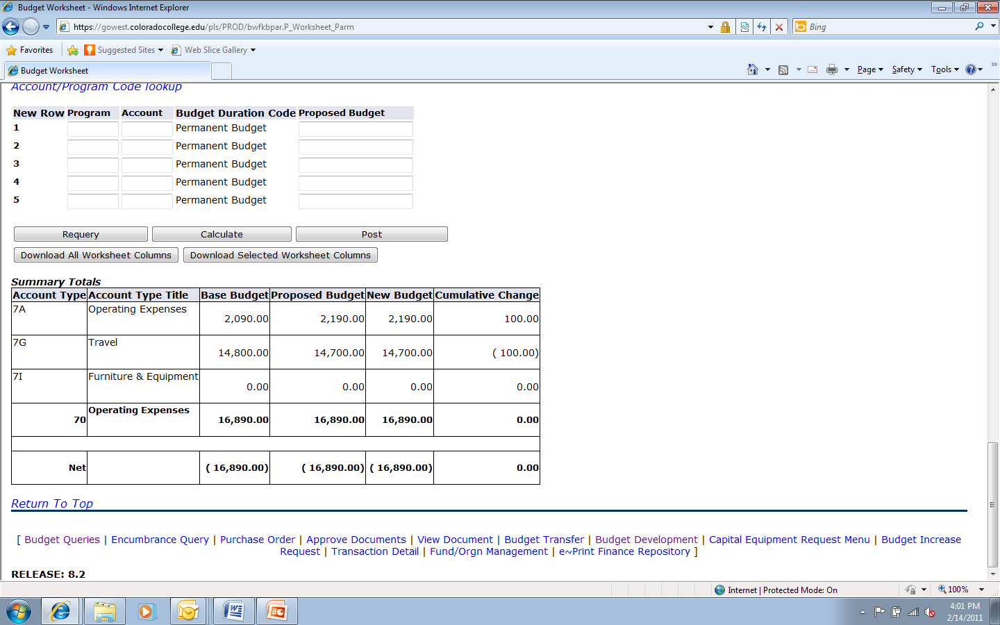 Budget Worksheet - Windows Internet Explorer
https://gowest.coloradocollege.edu/pls/PROD/bwfkbpar.P_Worksheet_Parm
Bing
Favorites Suggested Sites Web Slice Gallery
Budget Worksheet
Page Safety Tools
Account/Program Code lookup
New Row Program Account Budget Duration Code Proposed Budget
1 Permanent Budget
2 Permanent Budget
3 Permanent Budget
4 Permanent Budget
5 Permanent Budget
Requery Calculate Post
Download All Worksheet Columns Download Selected Worksheet Columns
Summary Totals
Account Type Account Type Title Base Budget Proposed Budget New Budget Cumulative Change
7A Operating Expenses 2,090.00 2,190.00 2,190.00 100.00
7G Travel 14,800.00 14,700.00 14,700.00 ( 100.00)
7I Furniture & Equipment 0.00 0.00 0.00 0.00
70 Operating Expenses 16,890.00 16,890.00 16,890.00 0.00
Net ( 16,890.00) ( 16,890.00) ( 16,890.00) 0.00
Return To Top
[ Budget Queries | Encumbrance Query | Purchase Order | Approve Documents | View Document | Budget Transfer | Budget Development | Capital Equipment Request Menu | Budget Increase
Request | Transaction Detail | Fund/Orgn Management | e~Print Finance Repository ]
RELEASE: 8.2
Internet | Protected Mode: On 100%
4:01 PM
2/14/2011